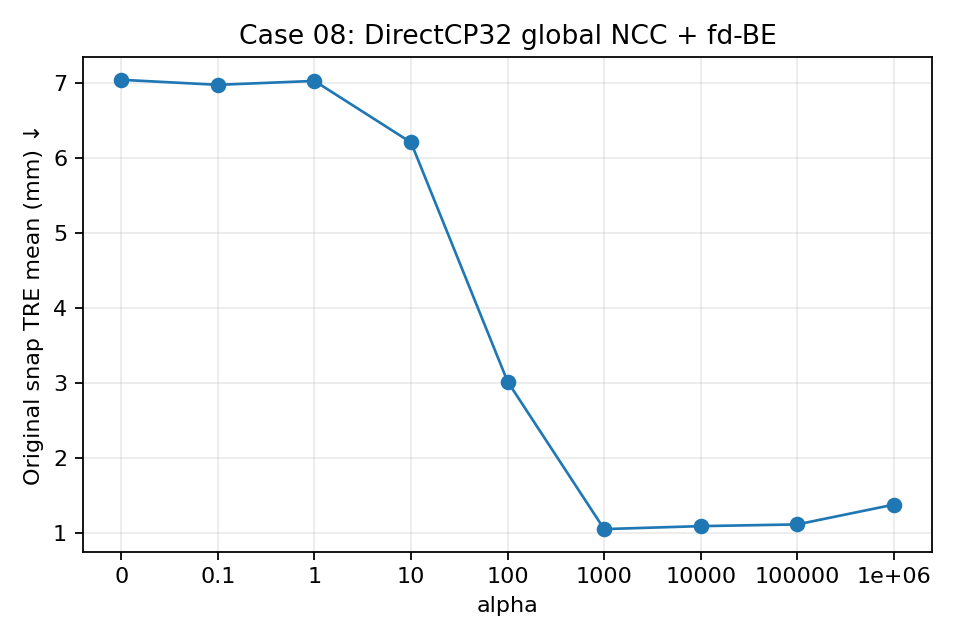 Case 08: DirectCP32 global NCC + fd-BE
Original snap TRE mean (mm) ↓
7
6
5
4
3
2
1
0 0.1 1 10 100 1000 10000 100000 1e+06
alpha